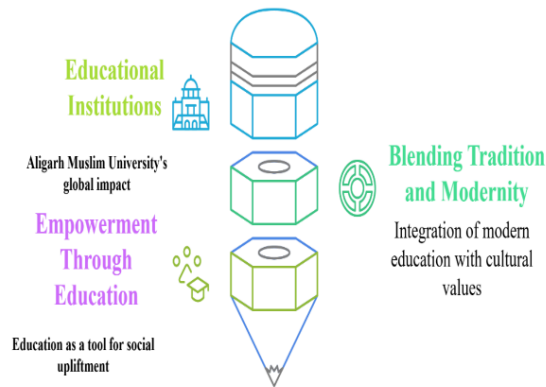 Educational
Institutions
Aligarh Muslim University's
global impact
Blending Tradition
and Modernity
Integration of modern
education with cultural
values
Empowerment
Through
Education
Education as a tool for social
upliftment